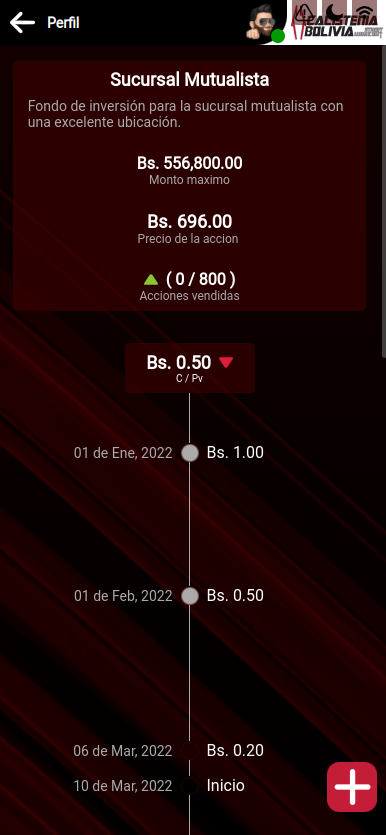 Perfil
CALISTENIA
BOLIVIA
Sucursal Mutualista
Fondo de inversión para la sucursal mutualista con
una excelente ubicación.
Bs. 556,800.00
Monto maximo
Bs. 696.00
Precio de la accion
( 0 / 800 )
Acciones vendidas
Bs. 0.50
C / Pv
01 de Ene, 2022 Bs. 1.00
01 de Feb, 2022 Bs. 0.50
06 de Mar, 2022 Bs. 0.20
10 de Mar, 2022 Inicio